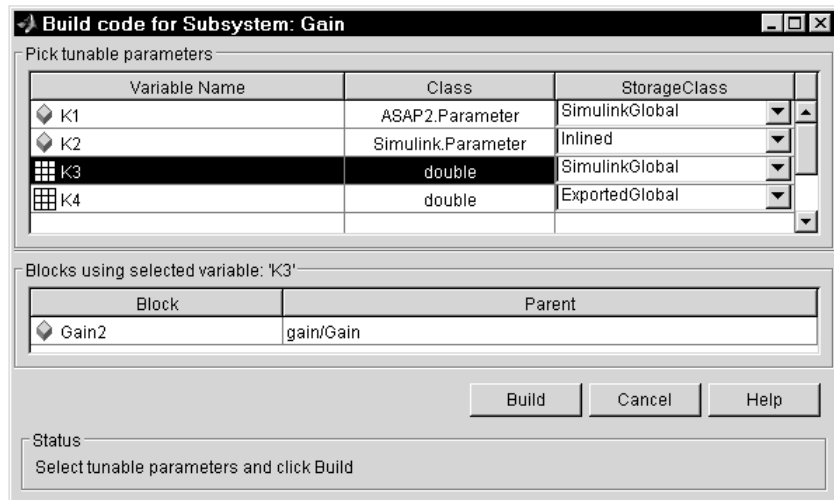 Build code for Subsystem: Gain
Pick tunable parameters
Variable Name Class StorageClass
K1 ASAP2.Parameter SimulinkGlobal
K2 Simulink.Parameter Inlined
K3 double SimulinkGlobal
K4 double ExportedGlobal
Blocks using selected variable: 'K3'
Block Parent
Gain2 gain/Gain
Build Cancel Help
Status
Select tunable parameters and click Build